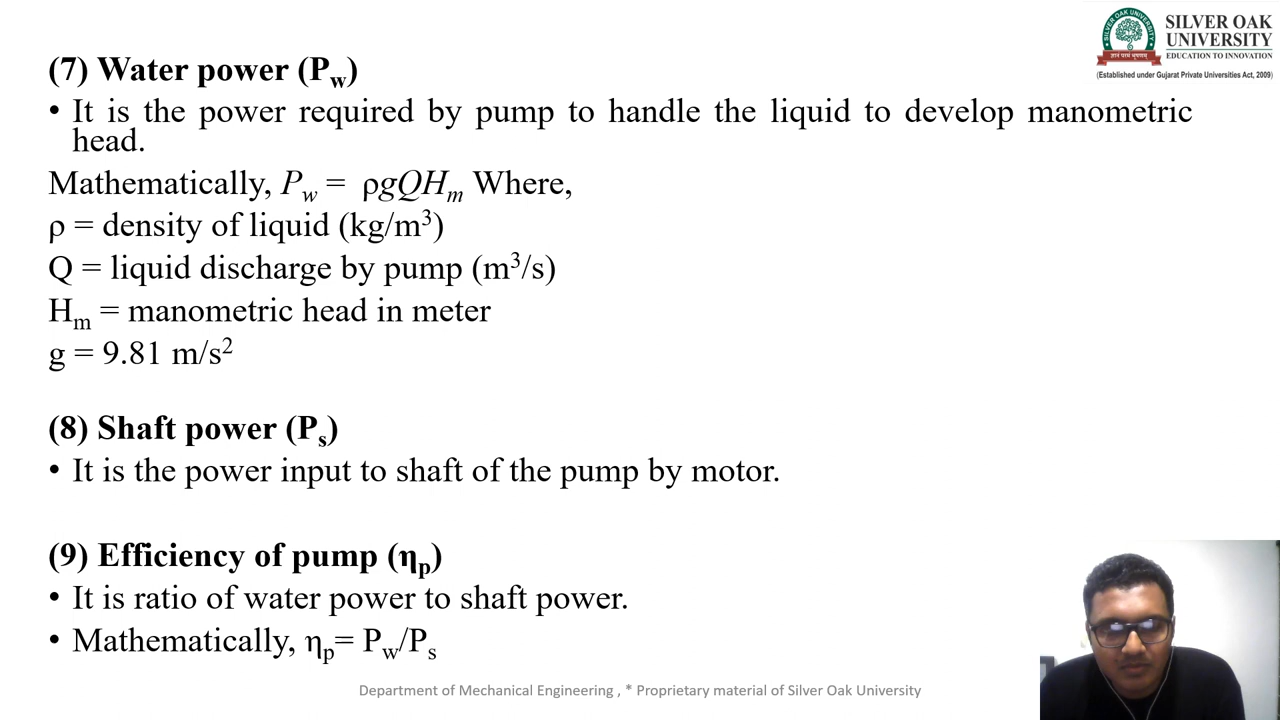 SILVER OAK
UNIVERSITY
EDUCATION TO INNOVATION
(Established under Gujarat Private Universities Act, 2009)
(7) Water power (Pw)
• It is the power required by pump to handle the liquid to develop manometric
head.
Mathematically, Pw = ρgQHm Where,
ρ = density of liquid (kg/m³)
Q = liquid discharge by pump (m³/s)
Hm = manometric head in meter
g = 9.81 m/s²
(8) Shaft power (Ps)
• It is the power input to shaft of the pump by motor.
(9) Efficiency of pump (ηp)
• It is ratio of water power to shaft power.
• Mathematically, ηp= Pw/Ps
Department of Mechanical Engineering , * Proprietary material of Silver Oak University